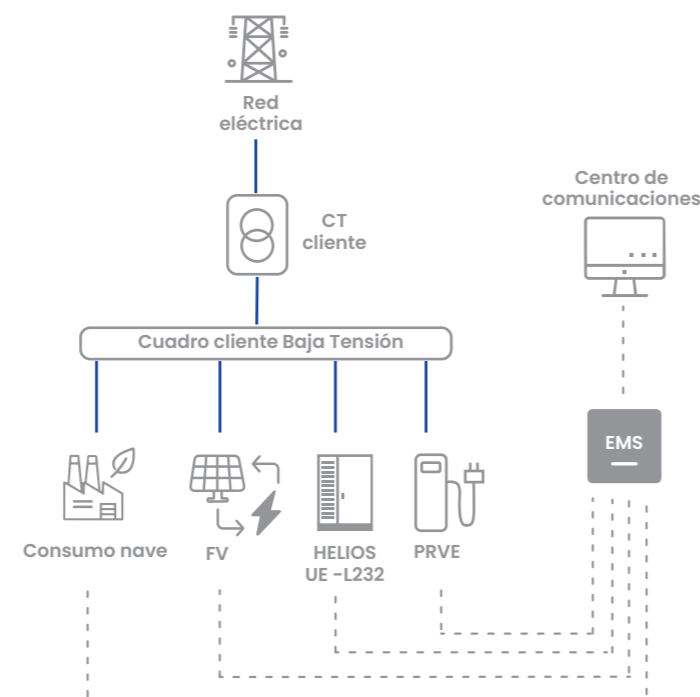 Red
eléctrica
CT
cliente
Centro de
comunicaciones
Cuadro cliente Baja Tensión
EMS
Consumo nave
FV
HELIOS
UE -L232
PRVE